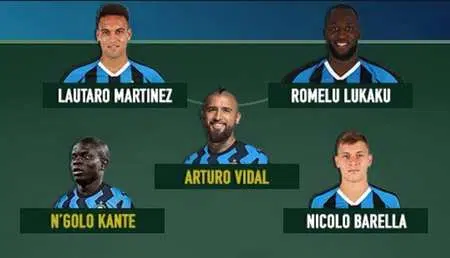 LAUTARO MARTINEZ
ROMELU LUKAKU
ARTURO VIDAL
N'GOLO KANTE
NICOLO BARELLA